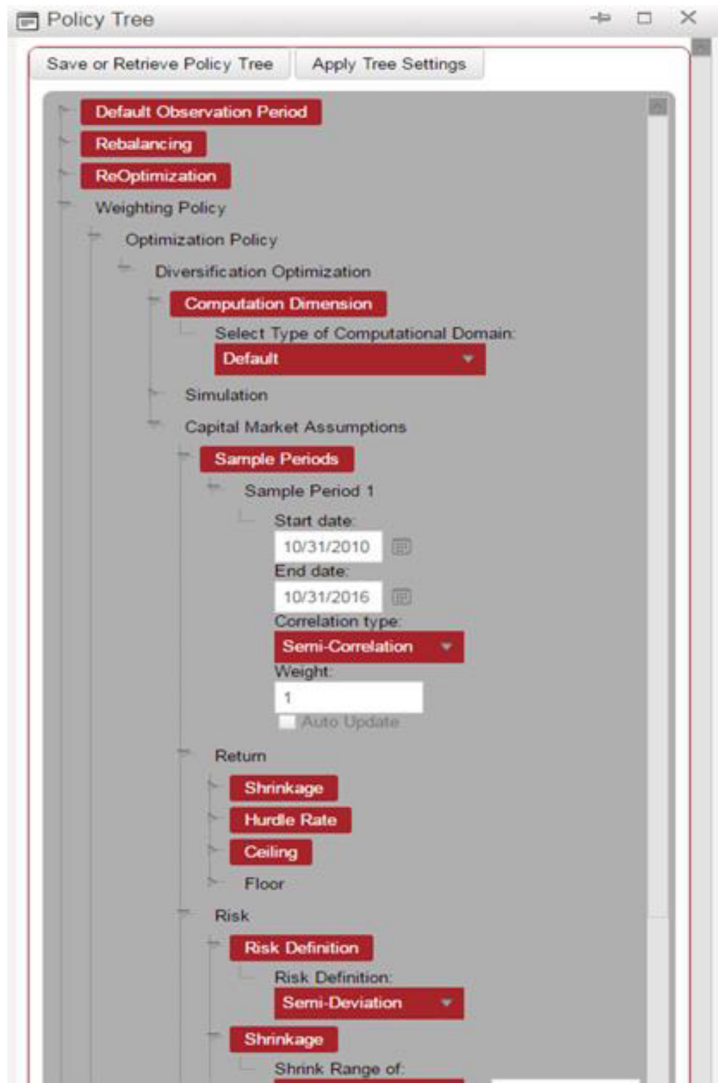 Policy Tree
Save or Retrieve Policy Tree
Apply Tree Settings
Default Observation Period
Rebalancing
ReOptimization
Weighting Policy
Optimization Policy
Diversification Optimization
Computation Dimension
Select Type of Computational Domain:
Default
Simulation
Capital Market Assumptions
Sample Periods
Sample Period 1
Start date:
10/31/2010
End date:
10/31/2016
Correlation type:
Semi-Correlation
Weight:
1
Auto Update
Return
Shrinkage
Hurdle Rate
Ceiling
Floor
Risk
Risk Definition
Risk Definition:
Semi-Deviation
Shrinkage
Shrink Range of: